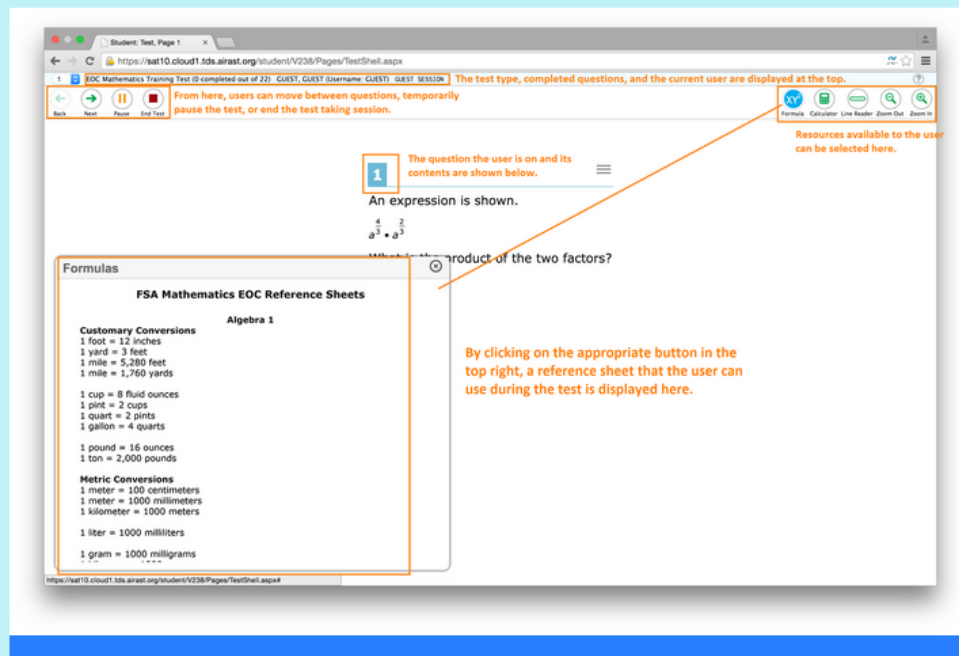 Student: Test, Page 1
https://sat10.cloud1.tds.airast.org/student/V238/Pages/TestShell.aspx
1 EOC Mathematics Training Test (0 completed out of 22) GUEST, GUEST (Username: GUEST) GUEST SESSION The test type, completed questions, and the current user are displayed at the top.
Back Next Pause End Test
From here, users can move between questions, temporarily
pause the test, or end the test taking session.
XY²
Formula Calculator Line Reader Zoom Out Zoom In
Resources available to the user
can be selected here.
1
The question the user is on and its
contents are shown below.
An expression is shown.
a^(4/3) • a^(2/3)
What is the product of the two factors?
Formulas
FSA Mathematics EOC Reference Sheets
Algebra 1
Customary Conversions
1 foot = 12 inches
1 yard = 3 feet
1 mile = 5,280 feet
1 mile = 1,760 yards
1 cup = 8 fluid ounces
1 pint = 2 cups
1 quart = 2 pints
1 gallon = 4 quarts
1 pound = 16 ounces
1 ton = 2,000 pounds
Metric Conversions
1 meter = 100 centimeters
1 meter = 1000 millimeters
1 kilometer = 1000 meters
1 liter = 1000 milliliters
1 gram = 1000 milligrams
By clicking on the appropriate button in the
top right, a reference sheet that the user can
use during the test is displayed here.
https://sat10.cloud1.tds.airast.org/student/V238/Pages/TestShell.aspx#